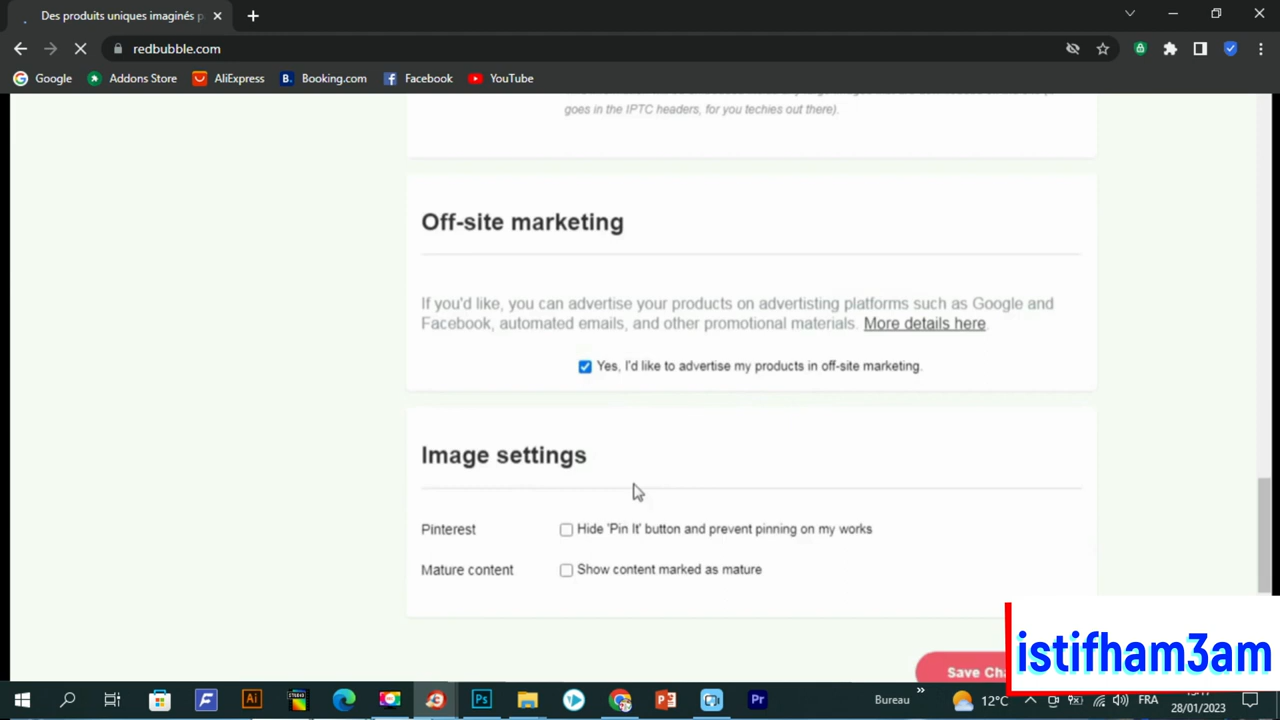 Des produits uniques imaginés p
redbubble.com
Google
Addons Store
AliExpress
Booking.com
Facebook
YouTube
goes in the IPTC headers, for you techies out there).
Off-site marketing
If you'd like, you can advertise your products on advertisting platforms such as Google and
Facebook, automated emails, and other promotional materials. More details here
Yes, I'd like to advertise my products in off-site marketing.
Image settings
Pinterest
Hide 'Pin It' button and prevent pinning on my works
Mature content
Show content marked as mature
Save Cha
istifham3am
Bureau
12°C
FRA
28/01/2023